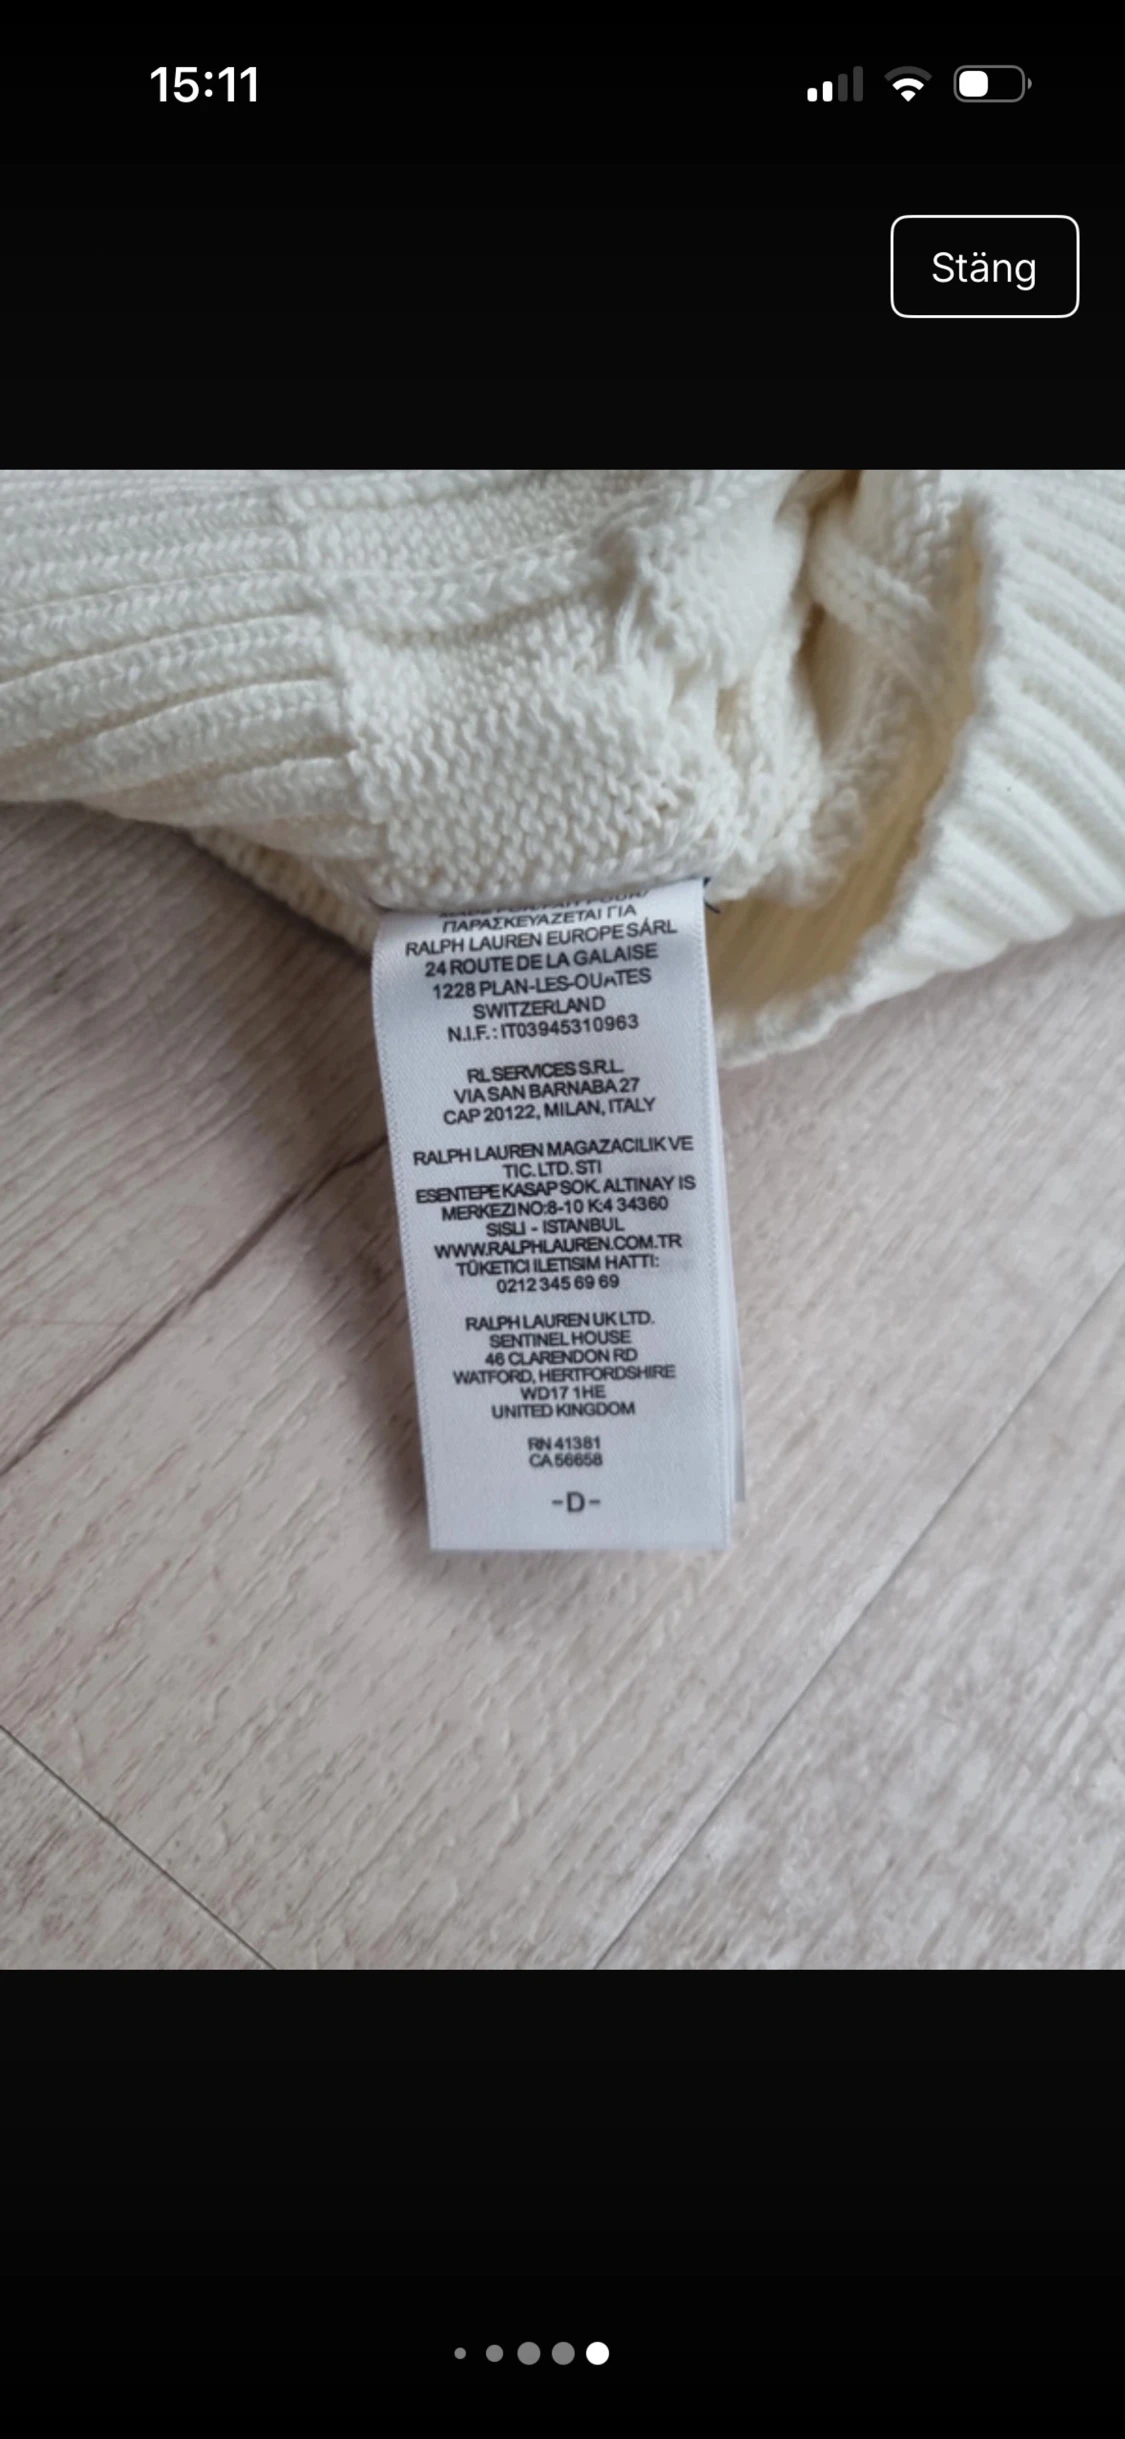 15:11
Stäng
ΠΑΡΑΣΚΕΥΑΖΕΤΑΙ ΓΙΑ
RALPH LAUREN EUROPE SÁRL
24 ROUTE DE LA GALAISE
1228 PLAN-LES-OUATES
SWITZERLAND
N.I.F.: IT03945310963
RL SERVICES S.R.L.
VIA SAN BARNABA 27
CAP 20122, MILAN, ITALY
RALPH LAUREN MAGAZACILIK VE
TIC. LTD. STI
ESENTEPE KASAP SOK. ALTINAY IS
MERKEZI NO:8-10 K:4 34360
SISLI - ISTANBUL
WWW.RALPHLAUREN.COM.TR
TÜKETICI ILETISIM HATTI:
0212 345 69 69
RALPH LAUREN UK LTD.
SENTINEL HOUSE
46 CLARENDON RD
WATFORD, HERTFORDSHIRE
WD17 1HE
UNITED KINGDOM
RN 41381
CA 56658
-D-